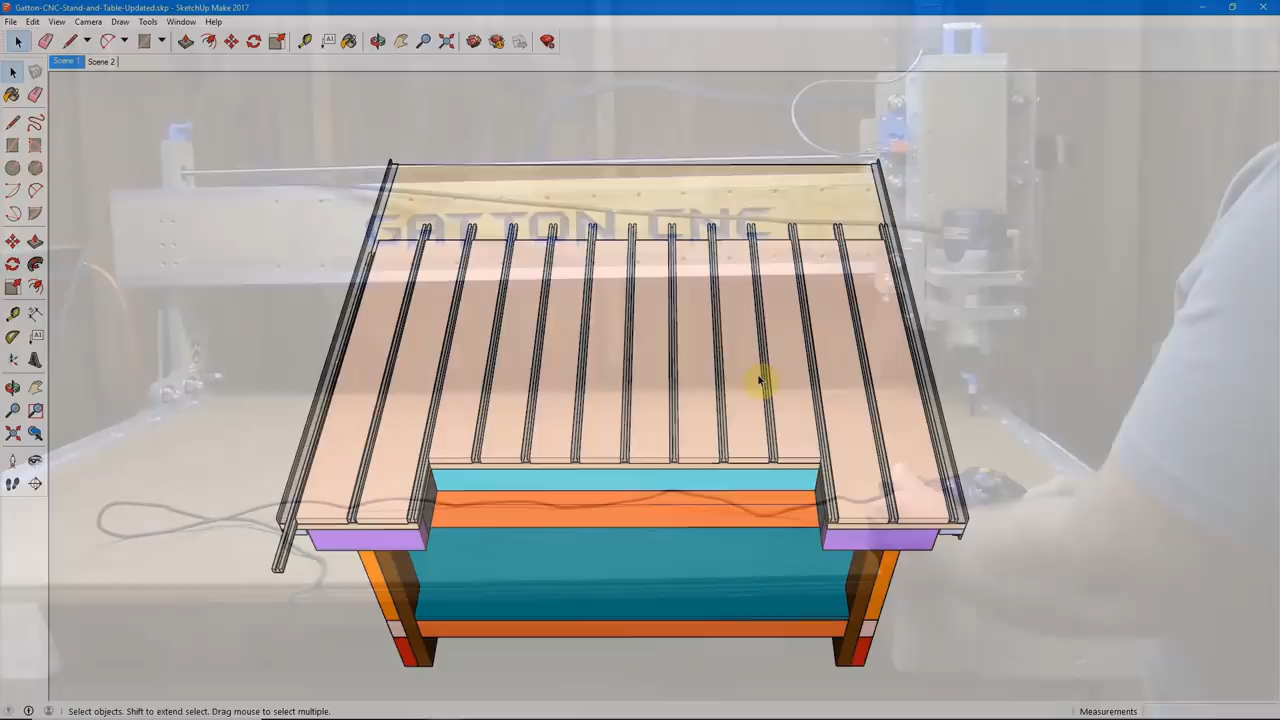 Gatton-CNC-Stand-and-Table-Updated.skp - SketchUp Make 2017
File Edit View Camera Draw Tools Window Help
Scene 1 Scene 2
GATTON CNC
Select objects. Shift to extend select. Drag mouse to select multiple.
Measurements